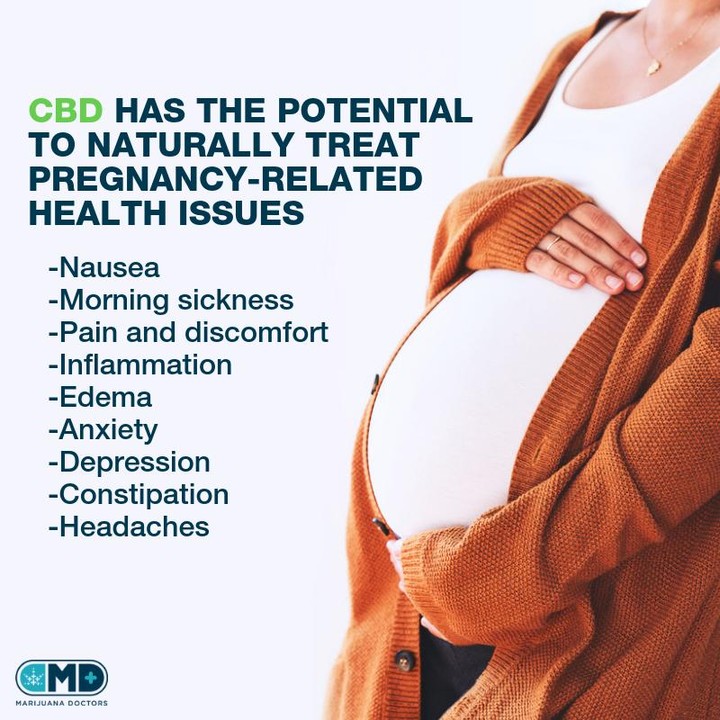 CBD HAS THE POTENTIAL
TO NATURALLY TREAT
PREGNANCY-RELATED
HEALTH ISSUES
-Nausea
-Morning sickness
-Pain and discomfort
-Inflammation
-Edema
-Anxiety
-Depression
-Constipation
-Headaches
MD
MARIJUANA DOCTORS